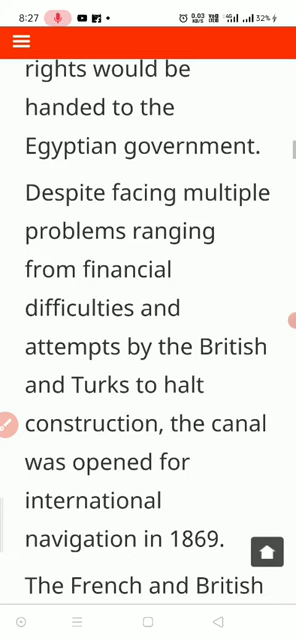 8:27
0.03 KB/S 4G 32%
rights would be
handed to the
Egyptian government.
Despite facing multiple
problems ranging
from financial
difficulties and
attempts by the British
and Turks to halt
construction, the canal
was opened for
international
navigation in 1869.
The French and British